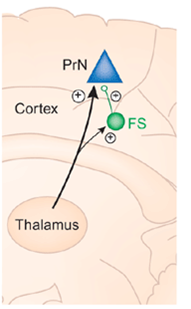 PrN
+ +
Cortex
FS
+
Thalamus